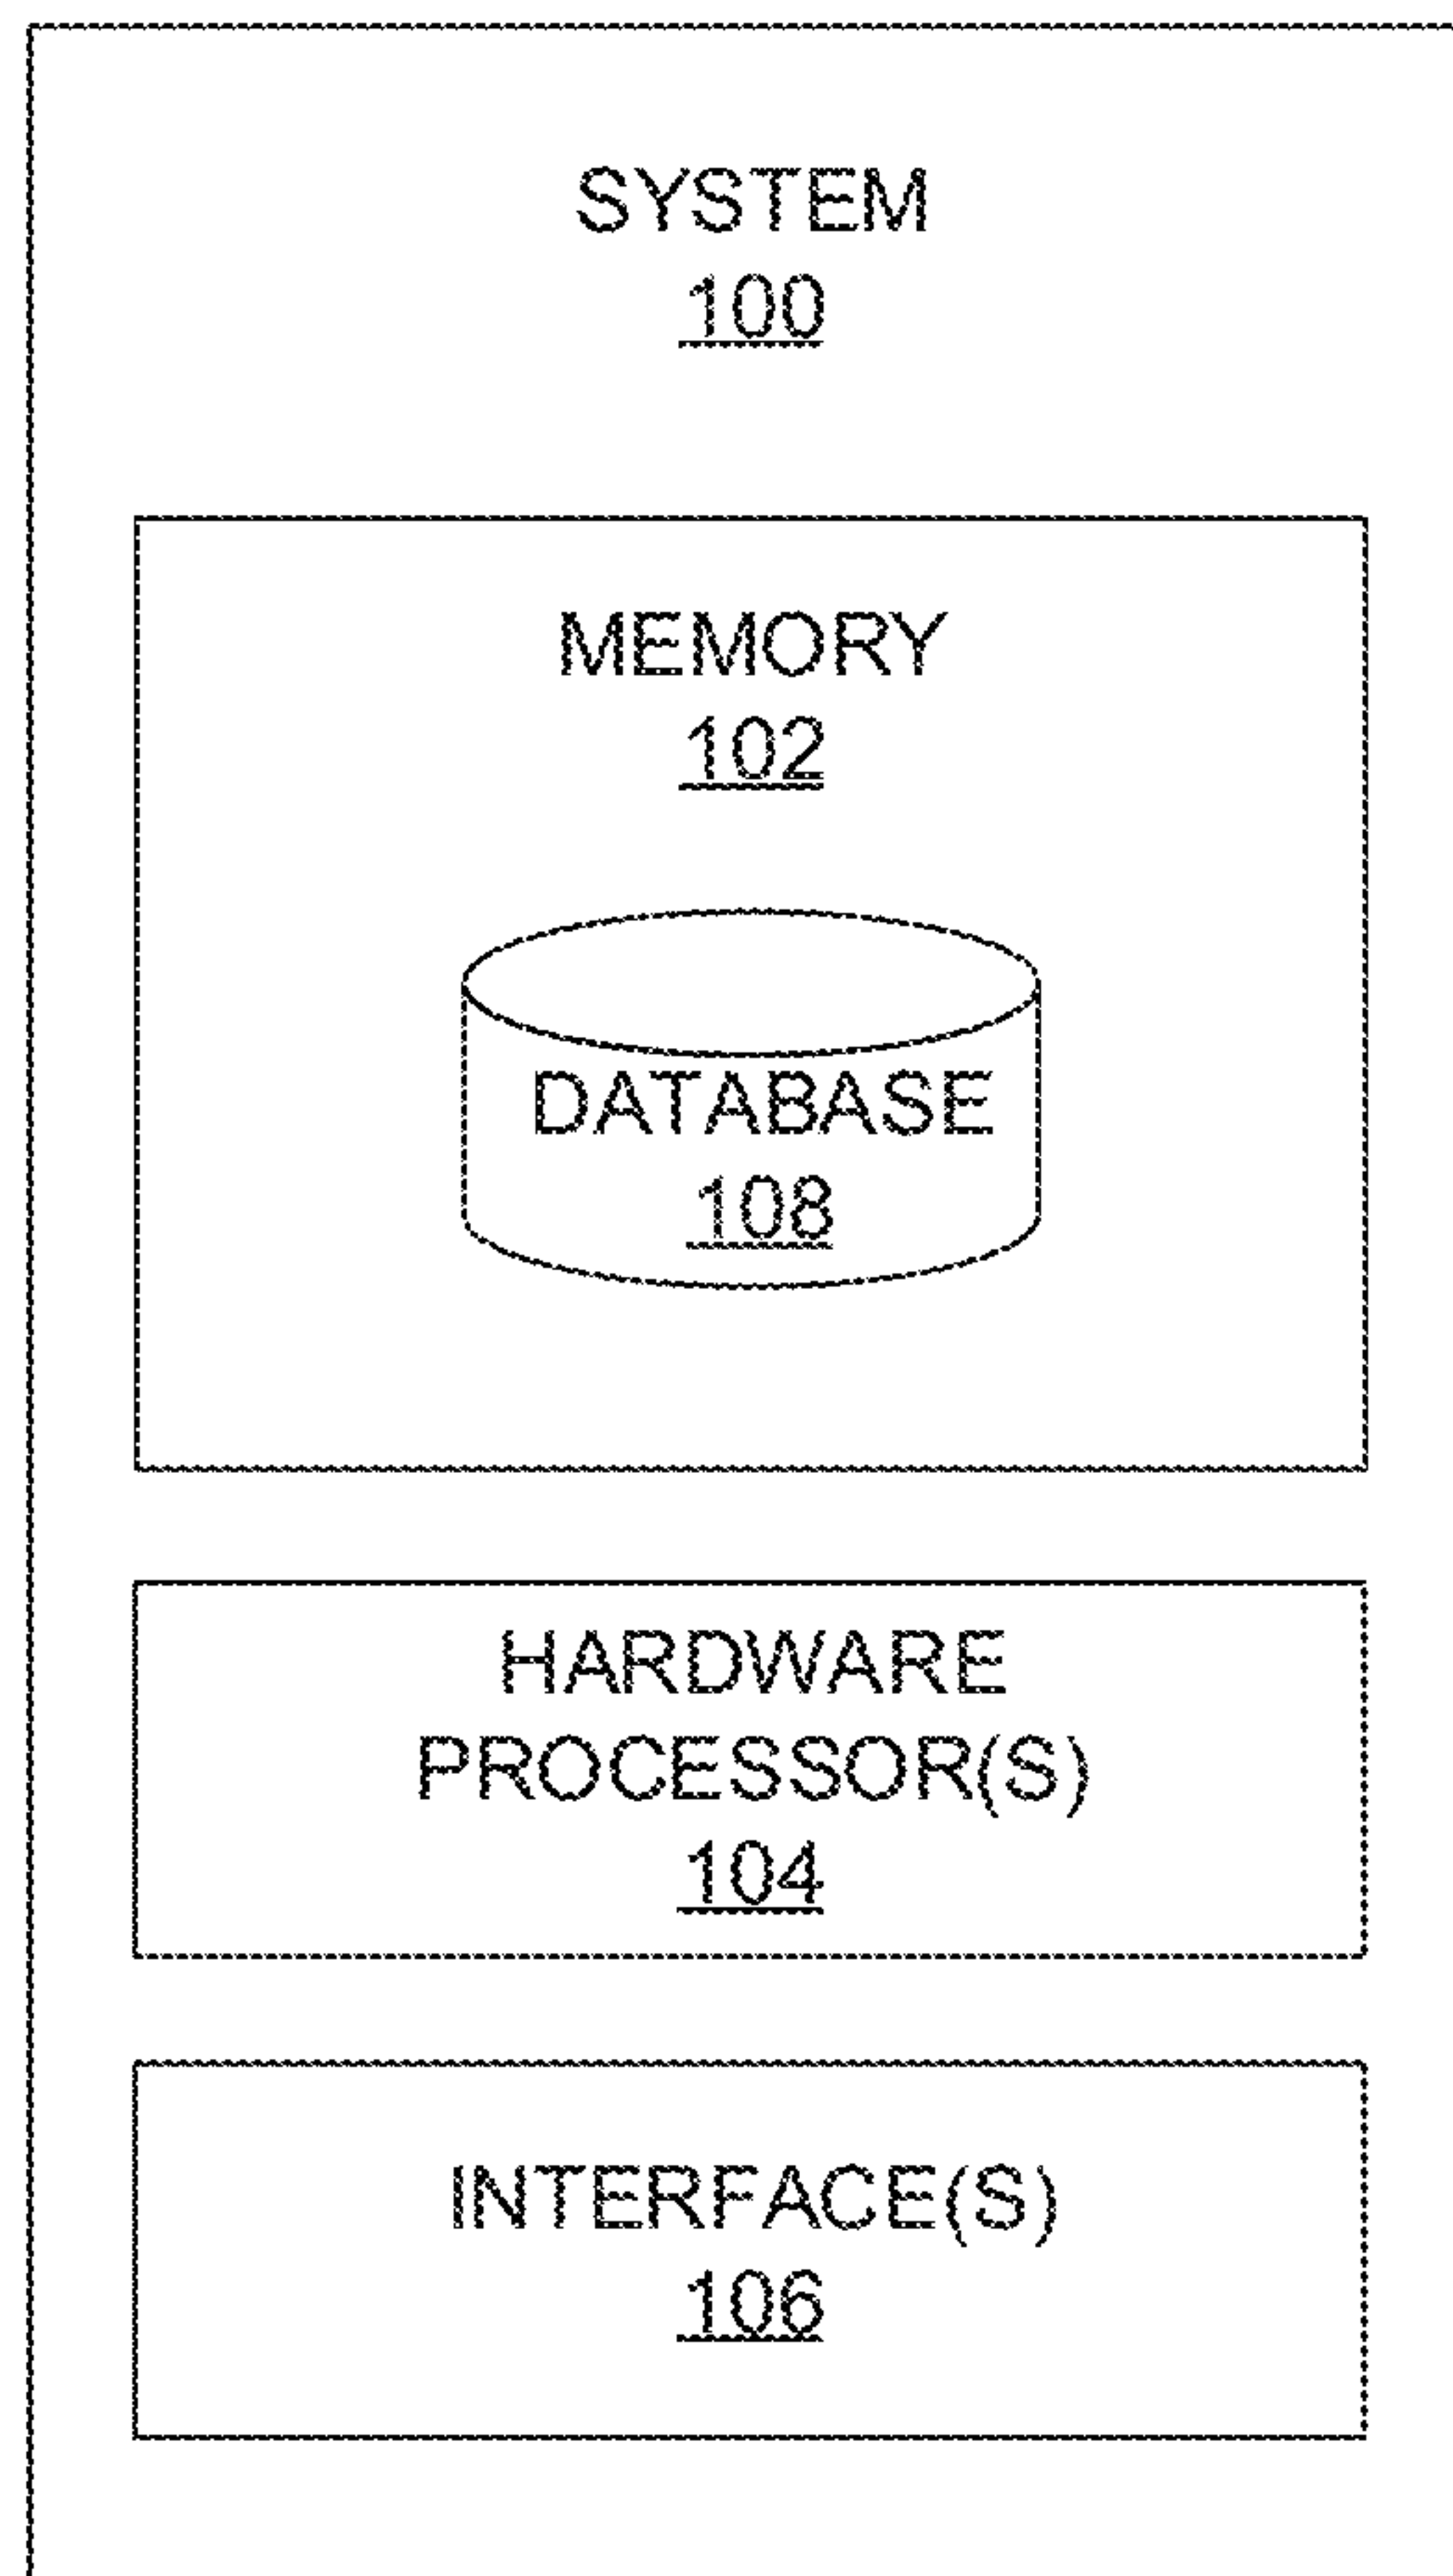 SYSTEM
100
MEMORY
102
DATABASE
108
HARDWARE
PROCESSOR(S)
104
INTERFACE(S)
106